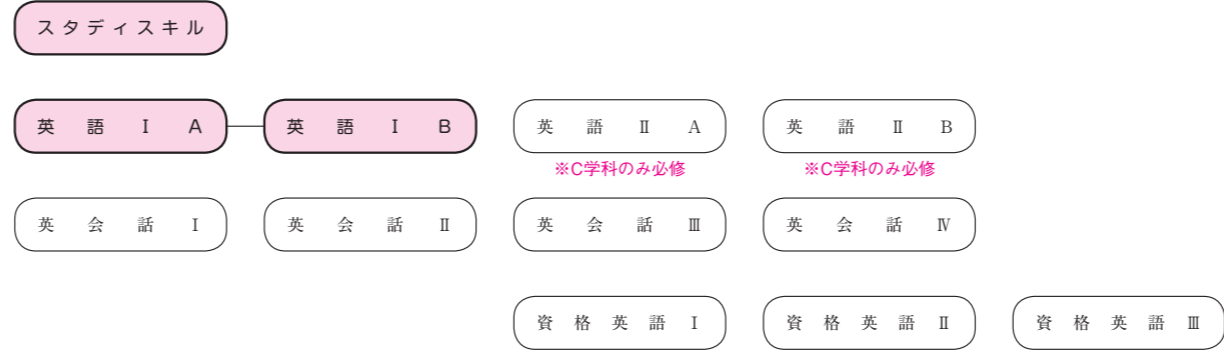 スタディスキル
英語ⅠA 英語ⅠB 英語ⅡA 英語ⅡB
※C学科のみ必修 ※C学科のみ必修
英会話Ⅰ 英会話Ⅱ 英会話Ⅲ 英会話Ⅳ
資格英語Ⅰ 資格英語Ⅱ 資格英語Ⅲ